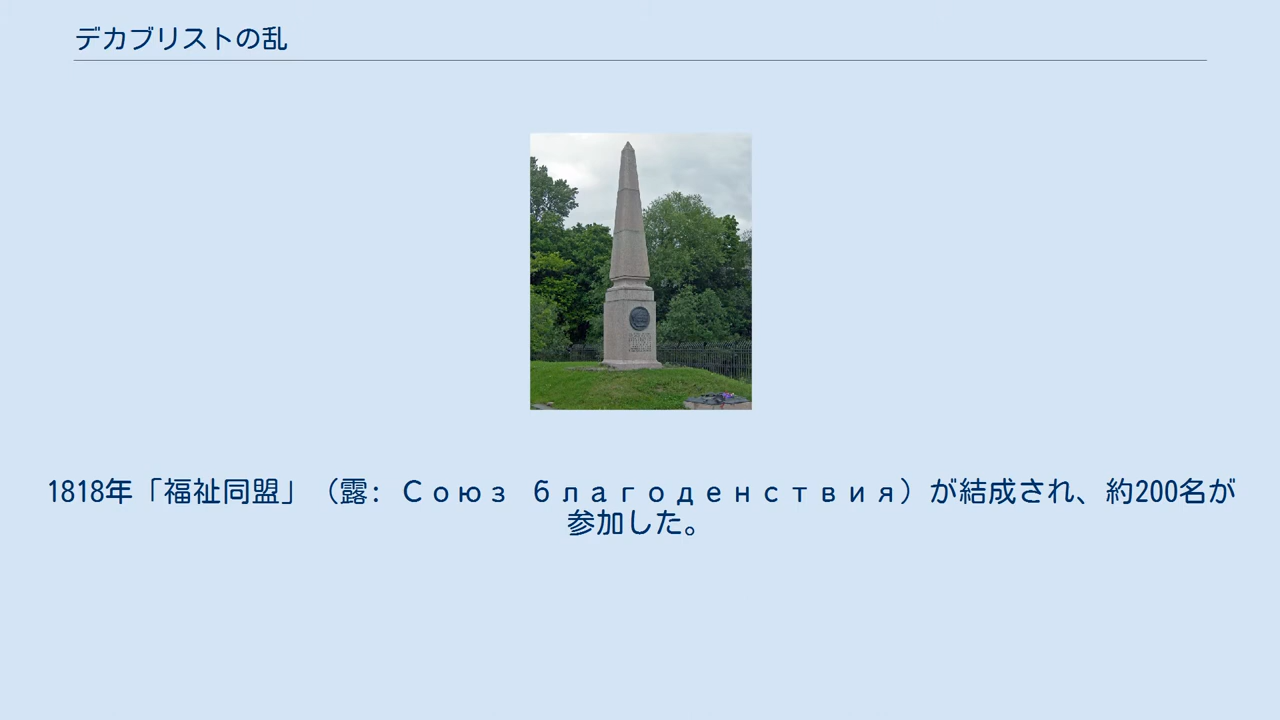 デカブリストの乱
1818年「福祉同盟」（露: Союз благоденствия）が結成され、約200名が
参加した。